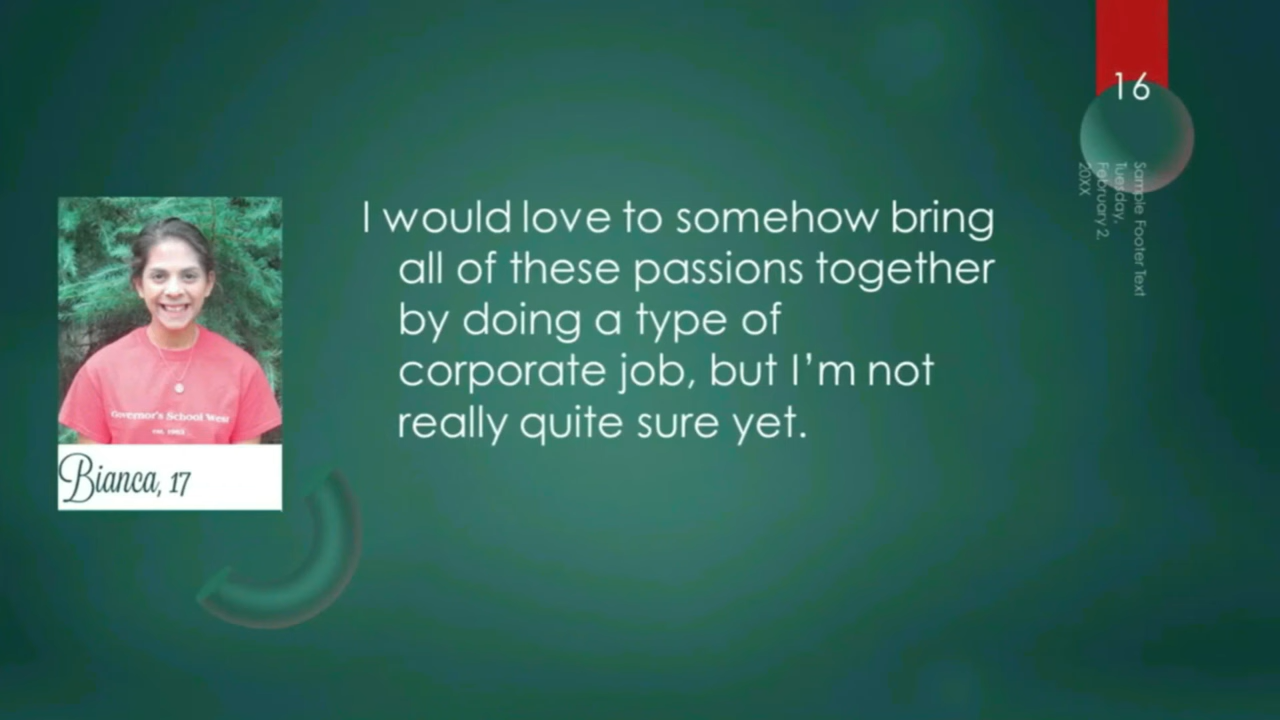 16
Sample Footer Text
Tuesday,
February 2,
20XX
I would love to somehow bring
all of these passions together
by doing a type of
corporate job, but I'm not
really quite sure yet.
Governor's School West
Bianca, 17